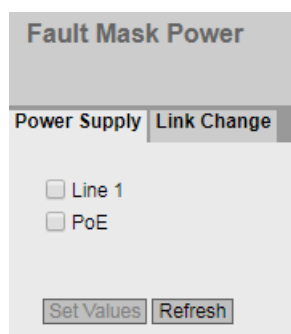 Fault Mask Power
Power Supply Link Change
Line 1
PoE
Set Values Refresh